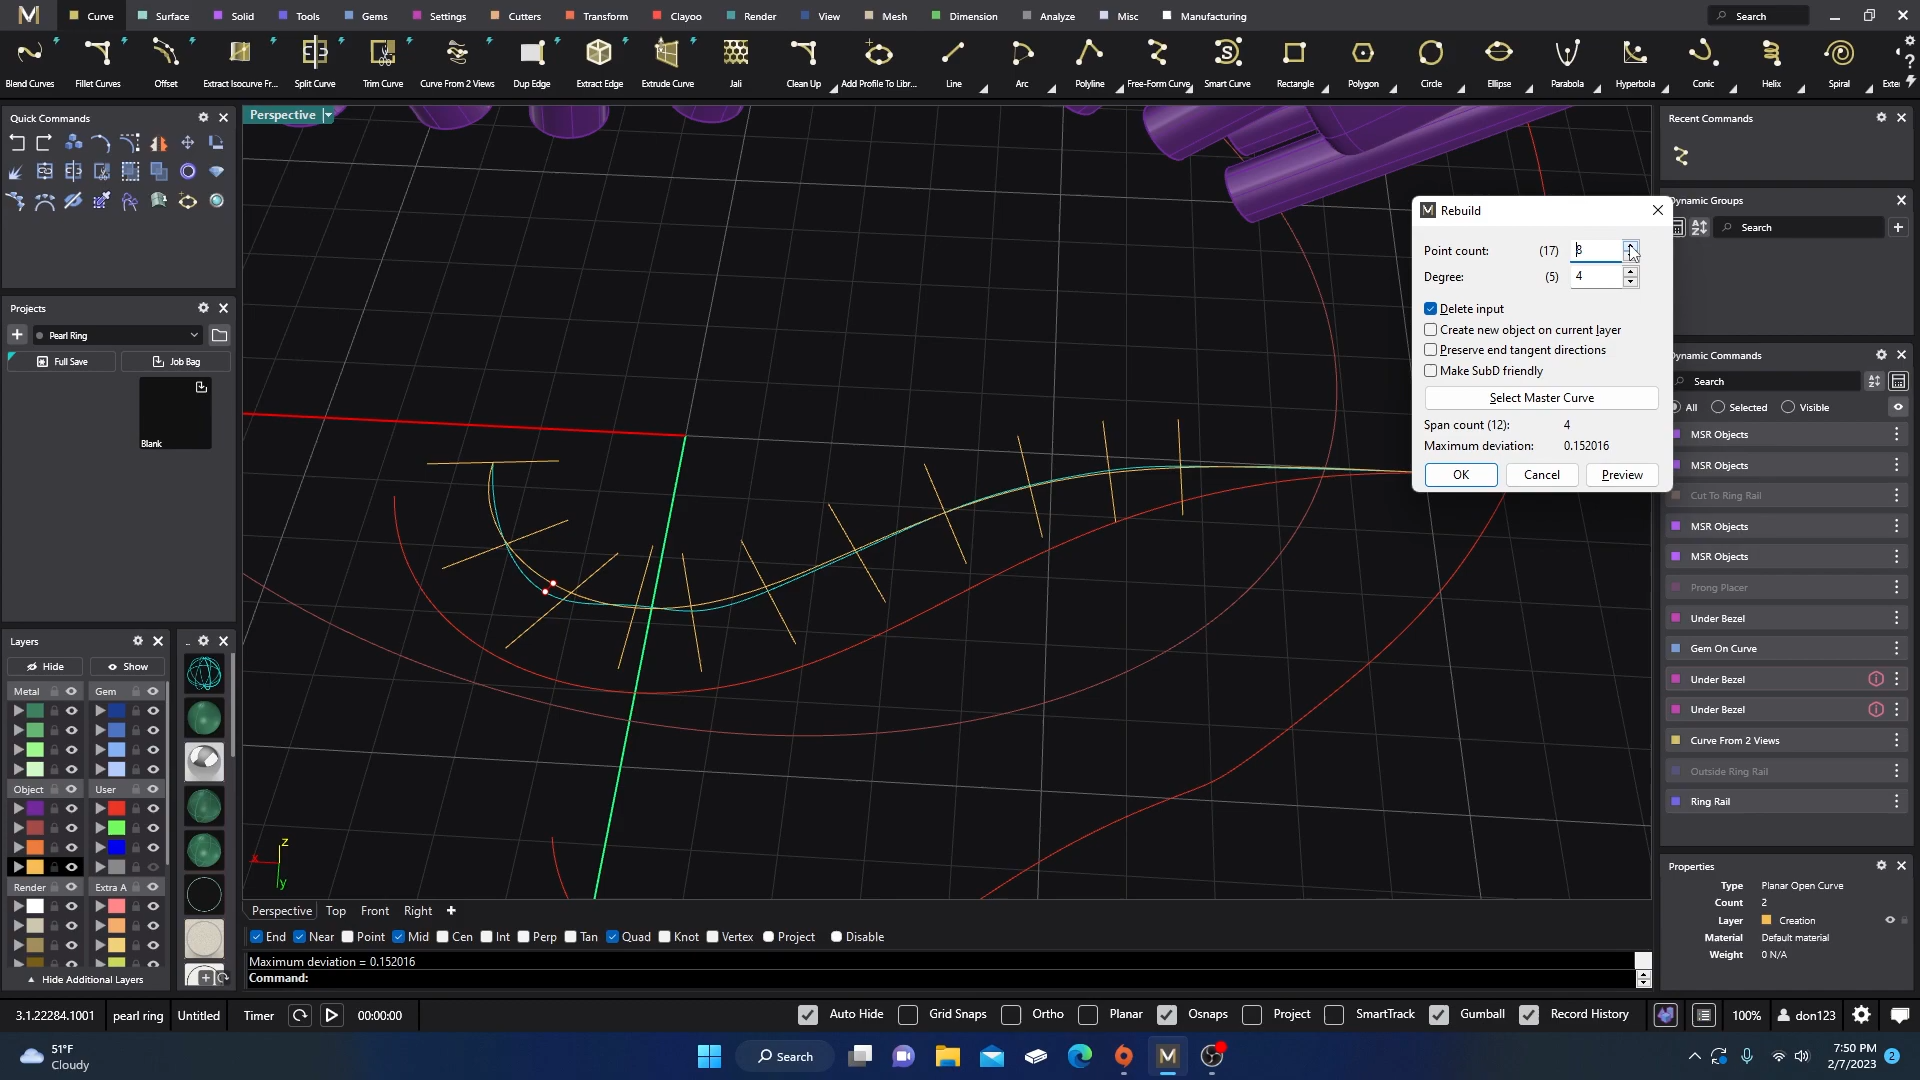 Curve Surface Solid Tools Gems Settings Cutters Transform Clayoo Render View Mesh Dimension Analyze Misc Manufacturing Search
Blend Curves Fillet Curves Offset Extract Isocurve Fr... Split Curve Trim Curve Curve From 2 Views Dup Edge Extract Edge Extrude Curve Jali Clean Up Add Profile To Libr... Line Arc Polyline Free-Form Curve Smart Curve Rectangle Polygon Circle Ellipse Parabola Hyperbola Conic Helix Spiral Exte
Quick Commands
Projects
Pearl Ring
Full Save Job Bag
Blank
Layers
Hide Show
Metal Gem
Object User
Render Extra A
Hide Additional Layers
Perspective
z
x
y
Rebuild
Point count: (17) 8
Degree: (5) 4
Delete input
Create new object on current layer
Preserve end tangent directions
Make SubD friendly
Select Master Curve
Span count (12): 4
Maximum deviation: 0.152016
OK Cancel Preview
Recent Commands
Dynamic Groups
Search
Dynamic Commands
Search
All Selected Visible
MSR Objects
MSR Objects
Cut To Ring Rail
MSR Objects
MSR Objects
Prong Placer
Under Bezel
Gem On Curve
Under Bezel
Under Bezel
Curve From 2 Views
Outside Ring Rail
Ring Rail
Properties
Type Planar Open Curve
Count 2
Layer Creation
Material Default material
Weight 0 N/A
Perspective Top Front Right
End Near Point Mid Cen Int Perp Tan Quad Knot Vertex Project Disable
Maximum deviation = 0.152016
Command:
3.1.22284.1001 pearl ring Untitled Timer 00:00:00 Auto Hide Grid Snaps Ortho Planar Osnaps Project SmartTrack Gumball Record History 100% don123
51°F
Cloudy
Search
7:50 PM
2/7/2023
2